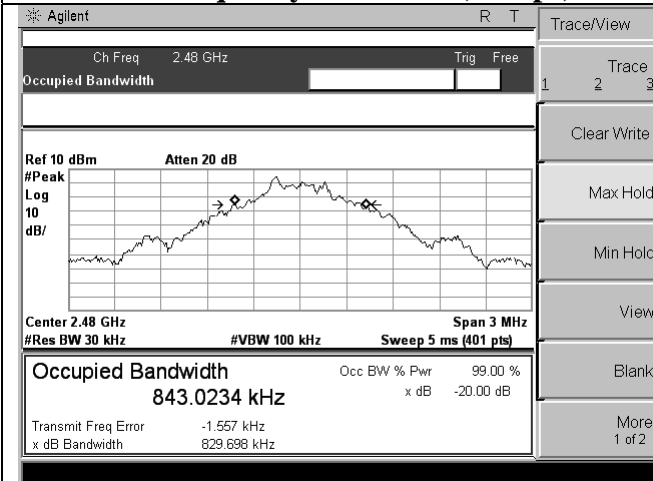 Agilent
R T
Trace/View
Ch Freq 2.48 GHz
Trig Free
Occupied Bandwidth
Trace
1 2 3
Clear Write
Max Hold
Min Hold
View
Blank
More
1 of 2
Ref 10 dBm Atten 20 dB
#Peak
Log
10
dB/
Center 2.48 GHz
Span 3 MHz
#Res BW 30 kHz #VBW 100 kHz Sweep 5 ms (401 pts)
Occupied Bandwidth
843.0234 kHz
Occ BW % Pwr 99.00 %
x dB -20.00 dB
Transmit Freq Error -1.557 kHz
x dB Bandwidth 829.698 kHz